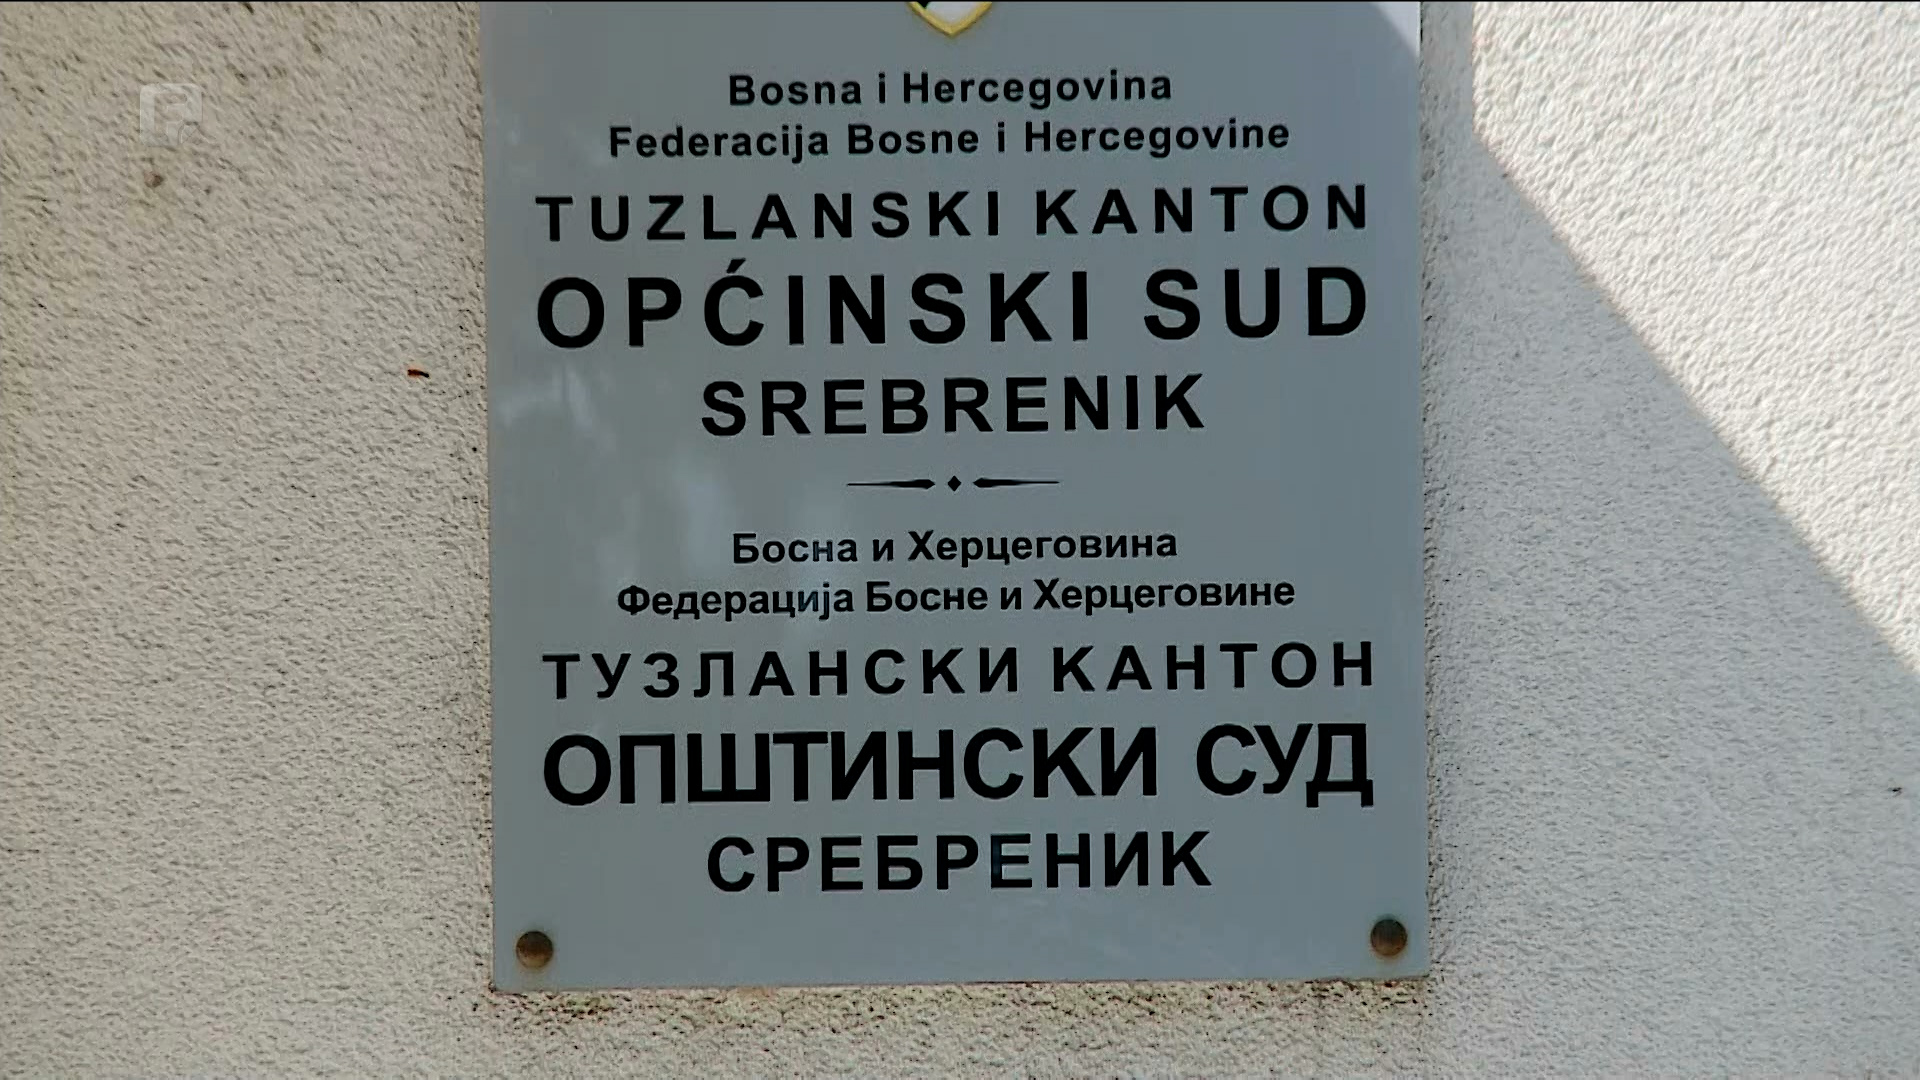 Bosna i Hercegovina
Federacija Bosne i Hercegovine
TUZLANSKI KANTON
OPĆINSKI SUD
SREBRENIK
Босна и Херцеговина
Федерација Босне и Херцеговине
ТУЗЛАНСКИ КАНТОН
ОПШТИНСКИ СУД
СРЕБРЕНИК